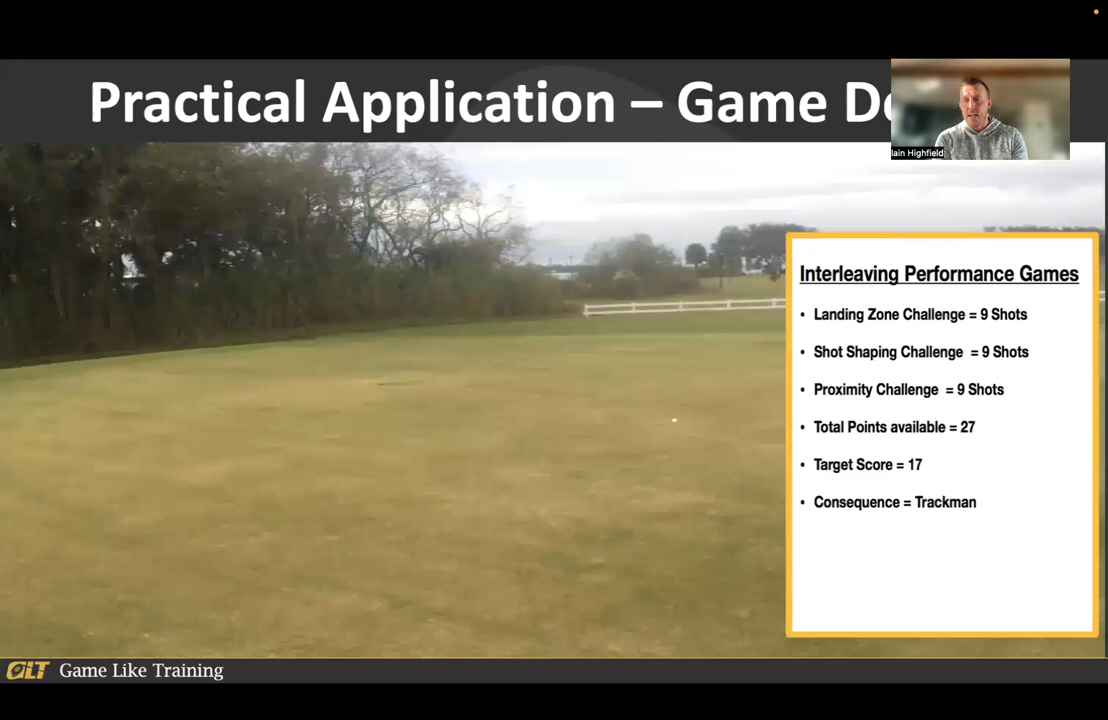 Practical Application – Game De
Iain Highfield
Interleaving Performance Games
• Landing Zone Challenge = 9 Shots
• Shot Shaping Challenge = 9 Shots
• Proximity Challenge = 9 Shots
• Total Points available = 27
• Target Score = 17
• Consequence = Trackman
GLT Game Like Training